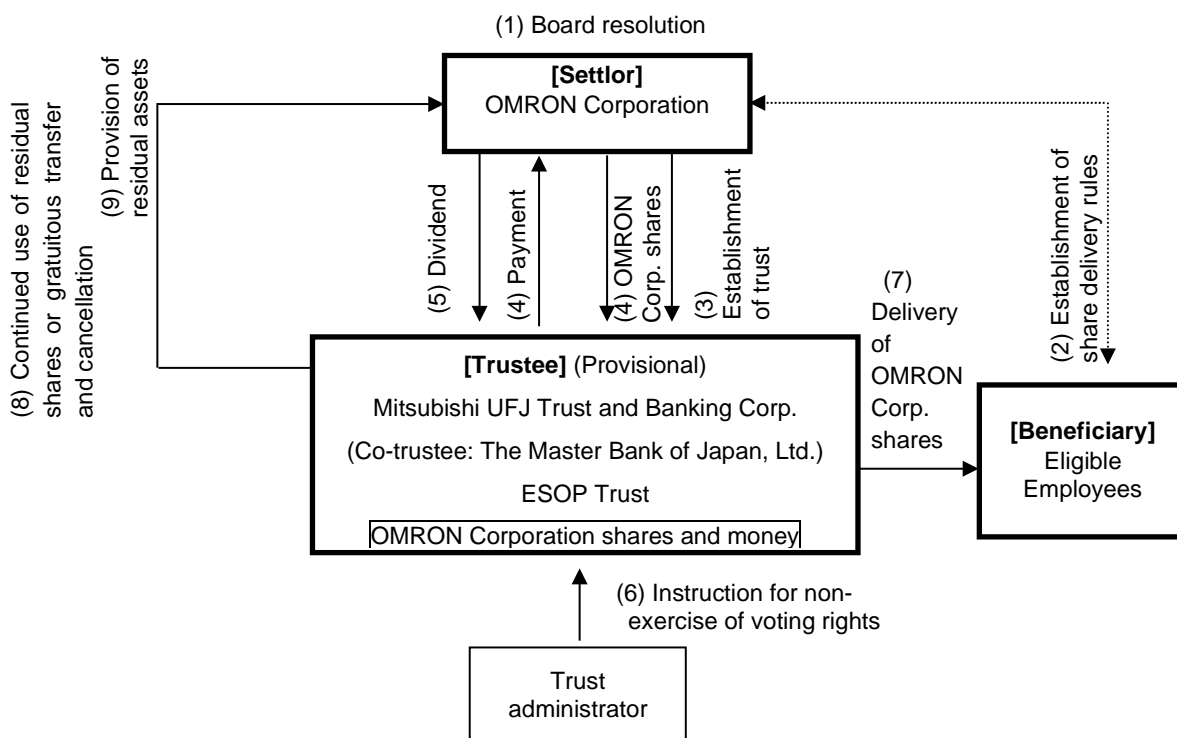 (1) Board resolution
[Settlor]
OMRON Corporation
(8) Continued use of residual
shares or gratuitous transfer
and cancellation
(9) Provision of
residual assets
(5) Dividend
(4) Payment
(4) OMRON
Corp. shares
(3)
Establishment
of trust
(2) Establishment of
share delivery rules
(7)
Delivery
of
OMRON
Corp.
shares
[Trustee] (Provisional)
Mitsubishi UFJ Trust and Banking Corp.
(Co-trustee: The Master Bank of Japan, Ltd.)
ESOP Trust
OMRON Corporation shares and money
[Beneficiary]
Eligible
Employees
(6) Instruction for non-
exercise of voting rights
Trust
administrator